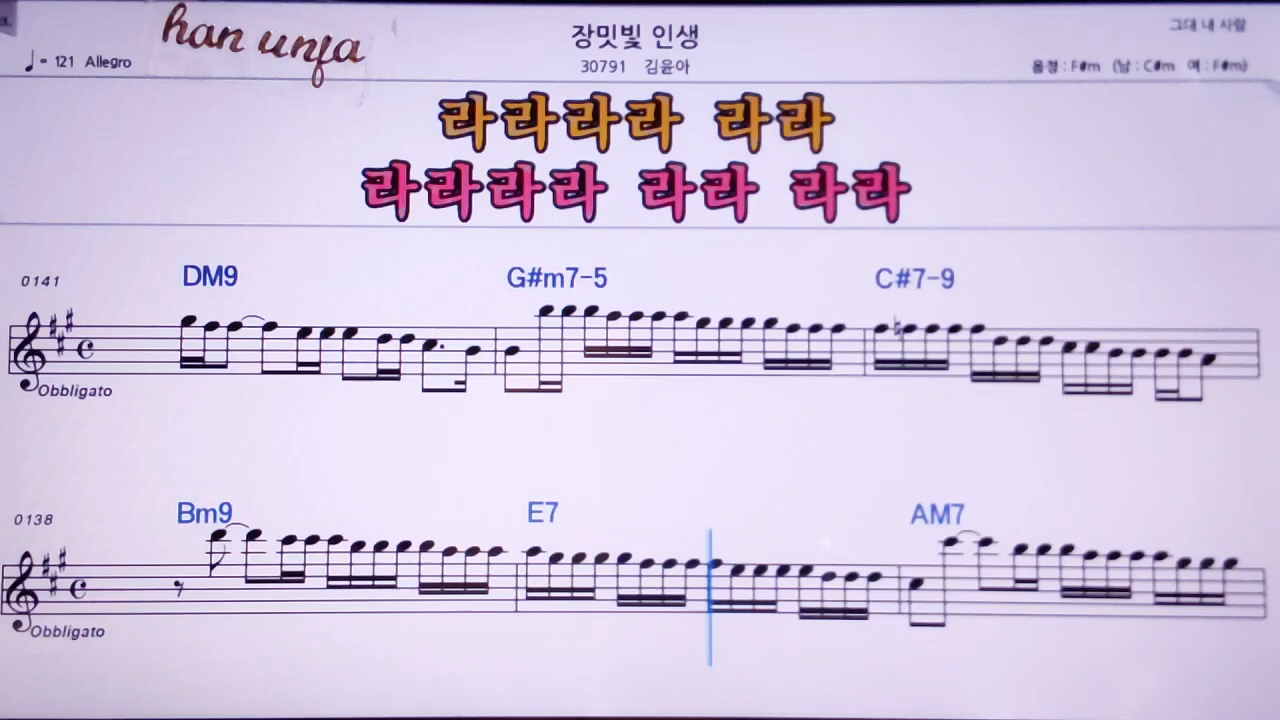 han unfa
장밋빛 인생
그대 내 사람
♩= 121 Allegro
30791 김윤아
음정 : F#m (남 : C#m 여 : F#m)
라라라라 라라
라라라라 라라 라라
0141
DM9 G#m7-5 C#7-9
Obbligato
0138
Bm9 E7 AM7
Obbligato